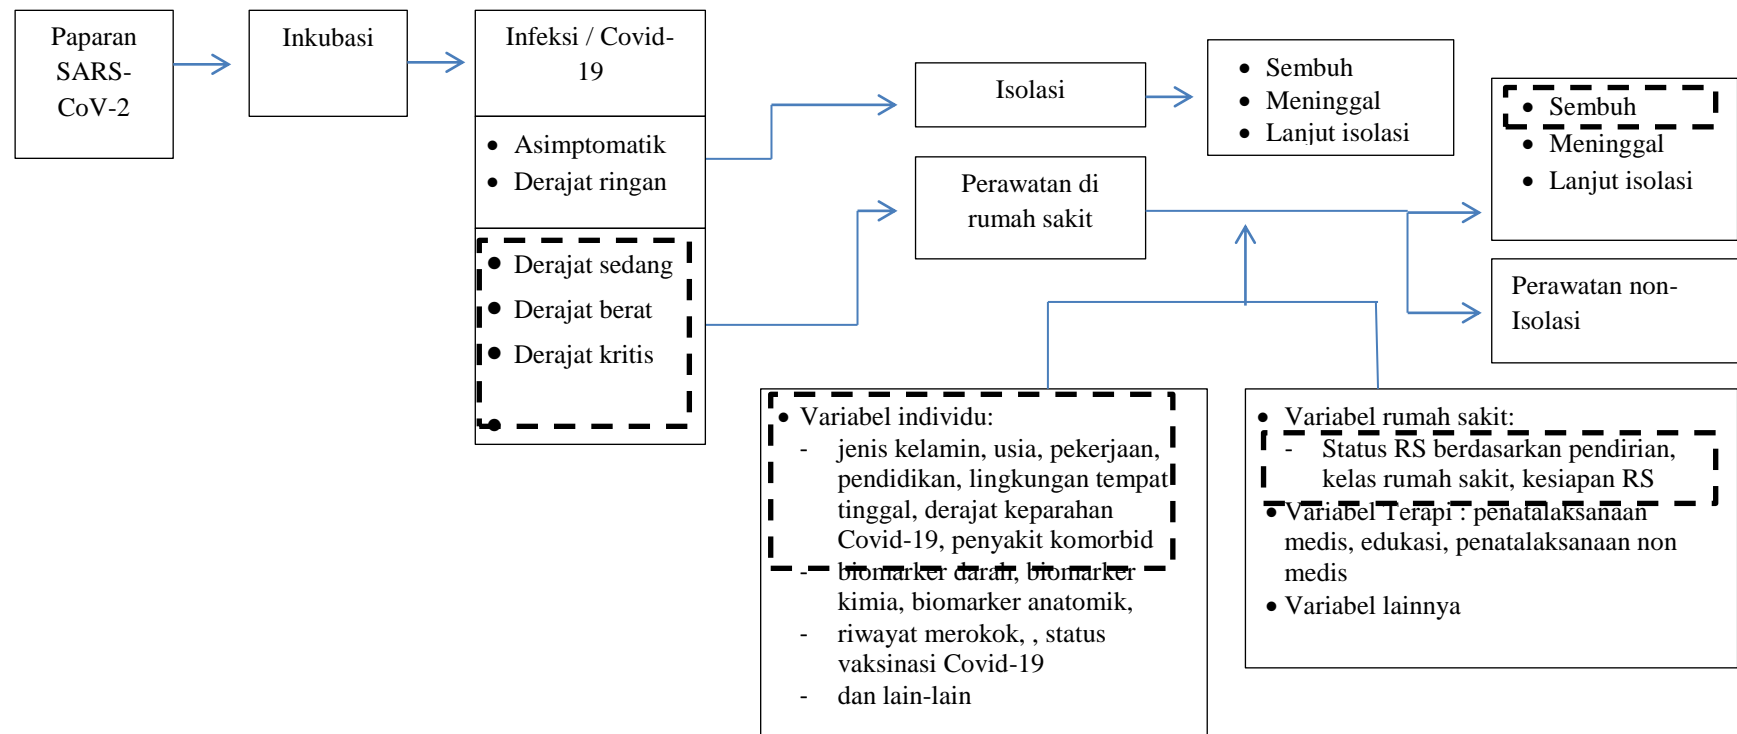 Paparan
SARS-
CoV-2
Inkubasi
Infeksi / Covid-
19
• Asimptomatik
• Derajat ringan
• Derajat sedang
• Derajat berat
• Derajat kritis
•
Isolasi
Perawatan di
rumah sakit
• Sembuh
• Meninggal
• Lanjut isolasi
• Sembuh
• Meninggal
• Lanjut isolasi
Perawatan non-
Isolasi
• Variabel individu:
- jenis kelamin, usia, pekerjaan,
pendidikan, lingkungan tempat
tinggal, derajat keparahan
Covid-19, penyakit komorbid
- biomarker darah, biomarker
kimia, biomarker anatomik,
- riwayat merokok, , status
vaksinasi Covid-19
- dan lain-lain
• Variabel rumah sakit:
- Status RS berdasarkan pendirian,
kelas rumah sakit, kesiapan RS
• Variabel Terapi : penatalaksanaan
medis, edukasi, penatalaksanaan non
medis
• Variabel lainnya